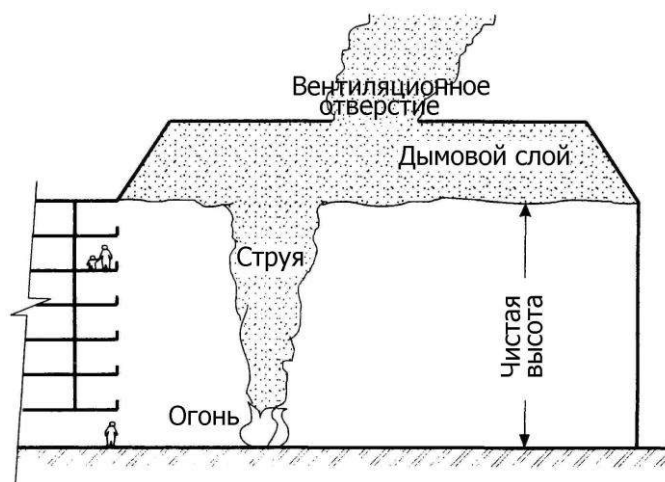 Вентиляционное
отверстие
Дымовой слой
Струя
Чистая
высота
Огонь